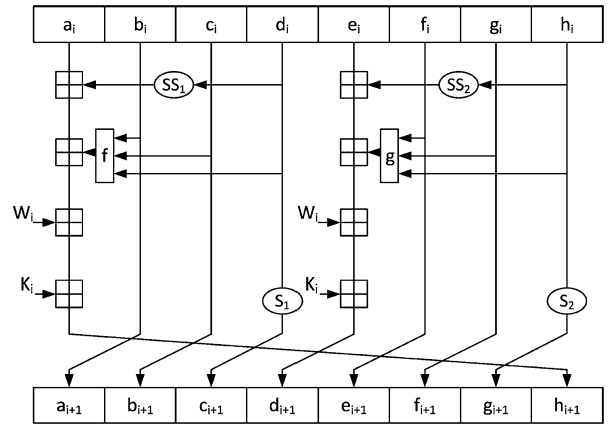 aᵢ bᵢ cᵢ dᵢ eᵢ fᵢ gᵢ hᵢ
SS₁ SS₂
f g
Wᵢ Wᵢ
Kᵢ S₁ Kᵢ S₂
aᵢ₊₁ bᵢ₊₁ cᵢ₊₁ dᵢ₊₁ eᵢ₊₁ fᵢ₊₁ gᵢ₊₁ hᵢ₊₁